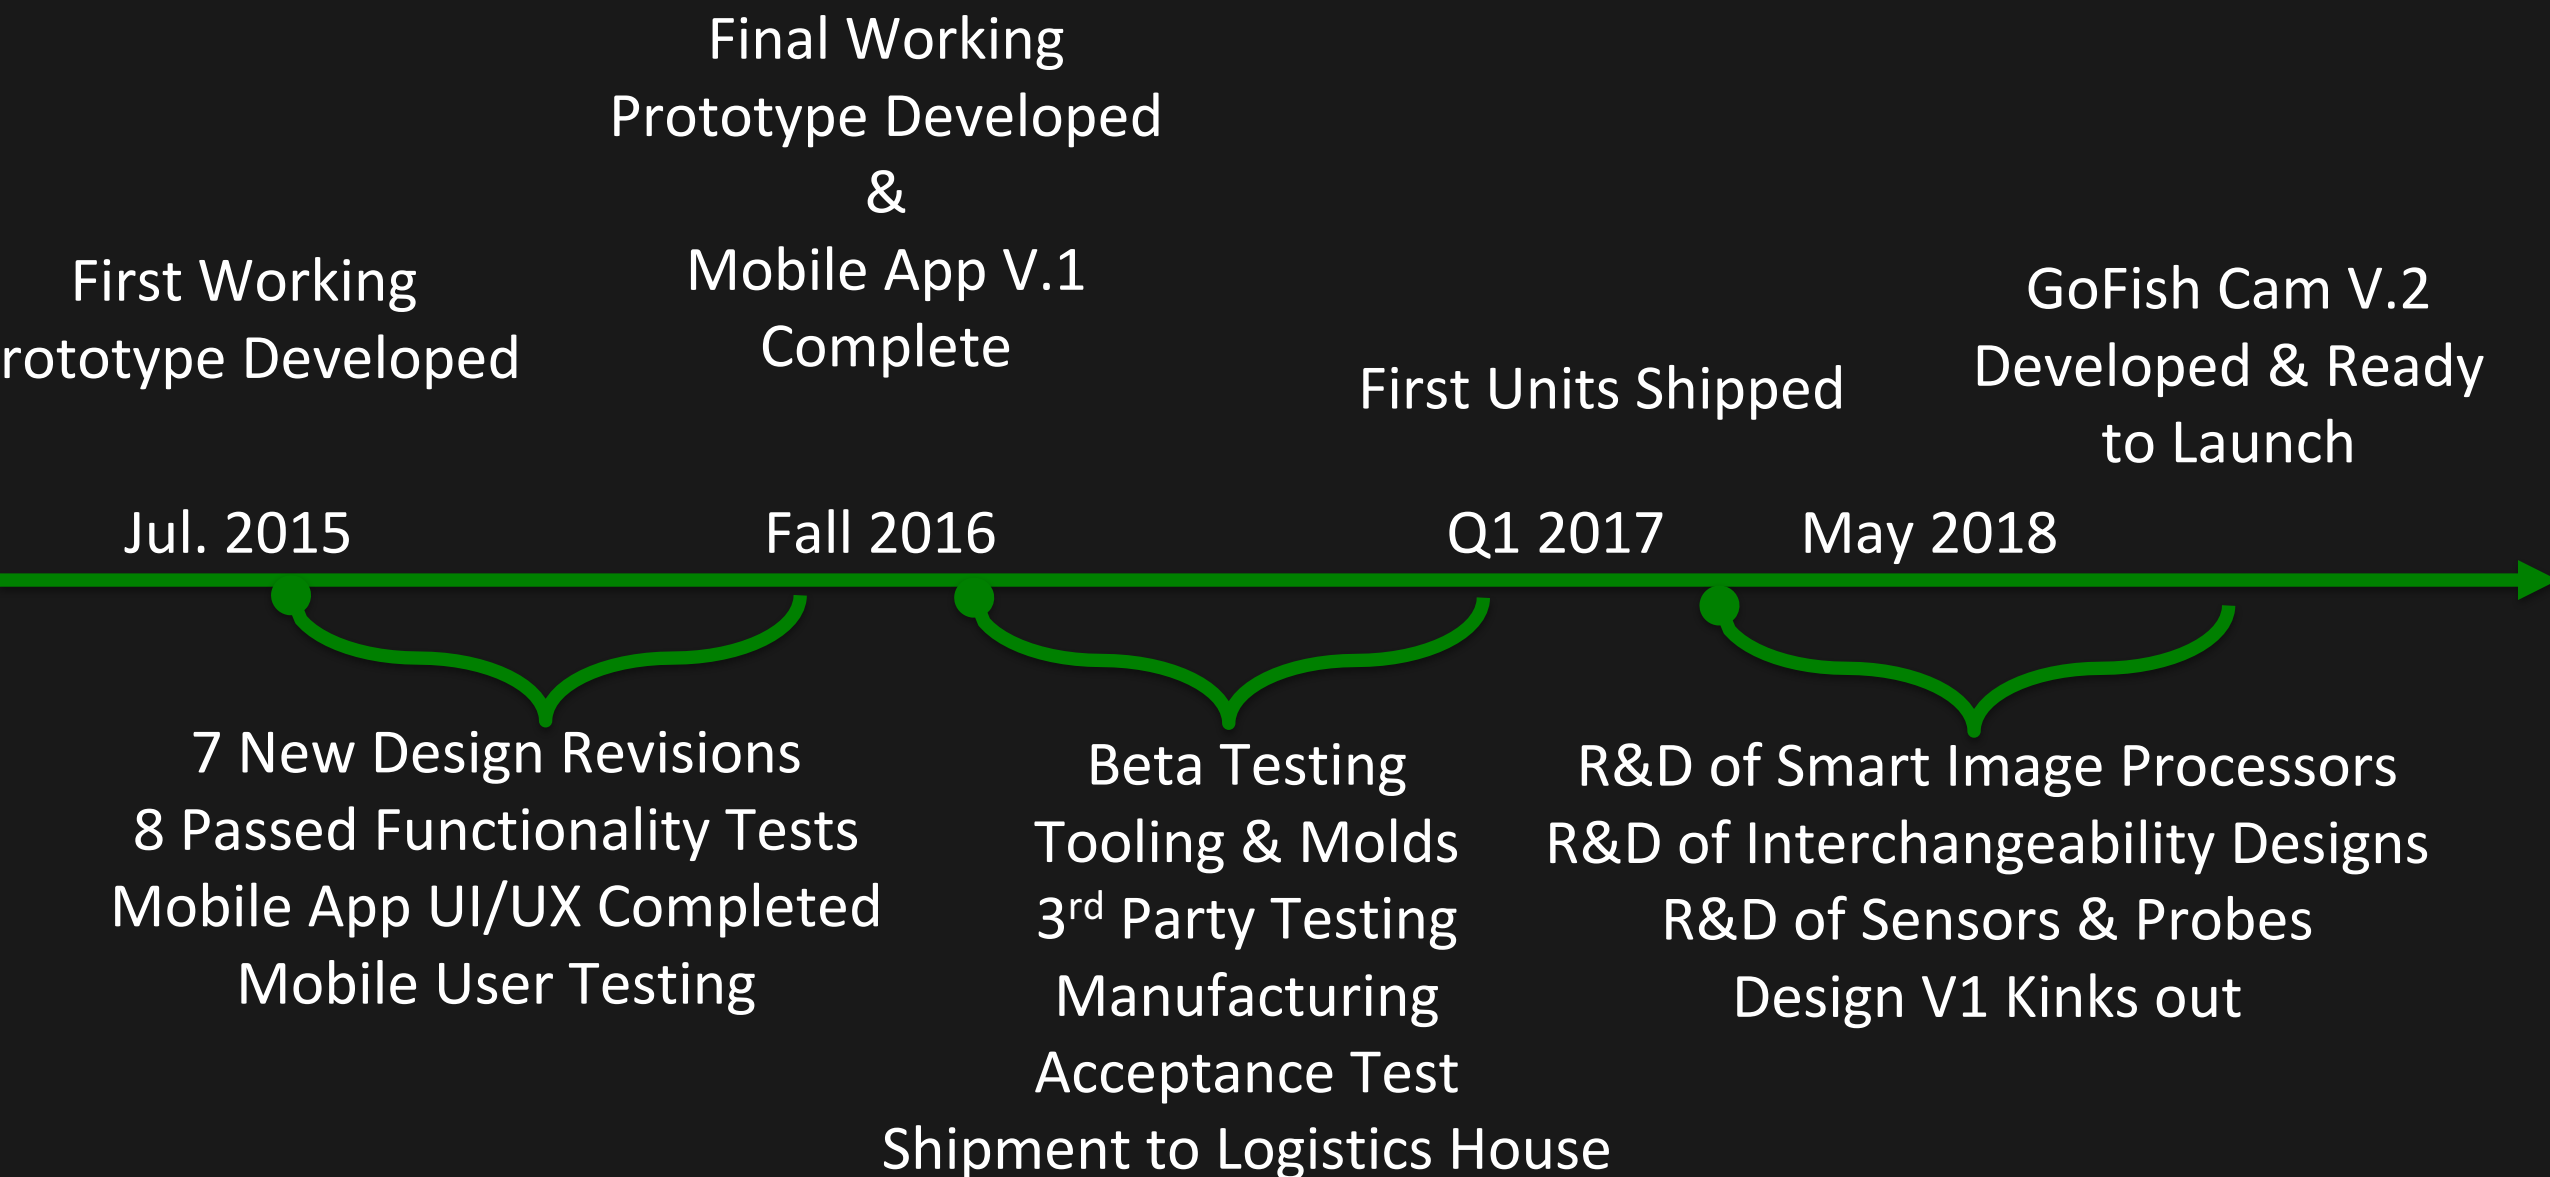 First Working
rototype Developed
Final Working
Prototype Developed
&
Mobile App V.1
Complete
First Units Shipped
GoFish Cam V.2
Developed & Ready
to Launch
Jul. 2015
Fall 2016
Q1 2017
May 2018
7 New Design Revisions
8 Passed Functionality Tests
Mobile App UI/UX Completed
Mobile User Testing
Beta Testing
Tooling & Molds
3rd Party Testing
Manufacturing
Acceptance Test
Shipment to Logistics House
R&D of Smart Image Processors
R&D of Interchangeability Designs
R&D of Sensors & Probes
Design V1 Kinks out